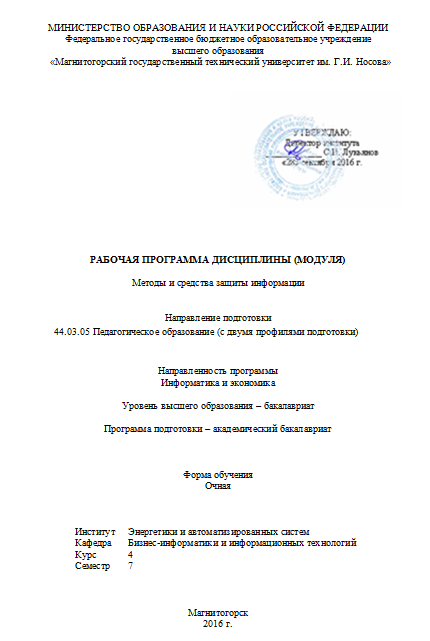 МИНИСТЕРСТВО ОБРАЗОВАНИЯ И НАУКИ РОССИЙСКОЙ ФЕДЕРАЦИИ
Федеральное государственное бюджетное образовательное учреждение
высшего образования
«Магнитогорский государственный технический университет им. Г.И. Носова»
УТВЕРЖДАЮ:
Директор института
С.И. Лукьянов
сентября 2016 г.
РАБОЧАЯ ПРОГРАММА ДИСЦИПЛИНЫ (МОДУЛЯ)
Методы и средства защиты информации
Направление подготовки
44.03.05 Педагогическое образование (с двумя профилями подготовки)
Направленность программы
Информатика и экономика
Уровень высшего образования – бакалавриат
Программа подготовки – академический бакалавриат
Форма обучения
Очная
Институт Энергетики и автоматизированных систем
Кафедра Бизнес-информатики и информационных технологий
Курс 4
Семестр 7
Магнитогорск
2016 г.